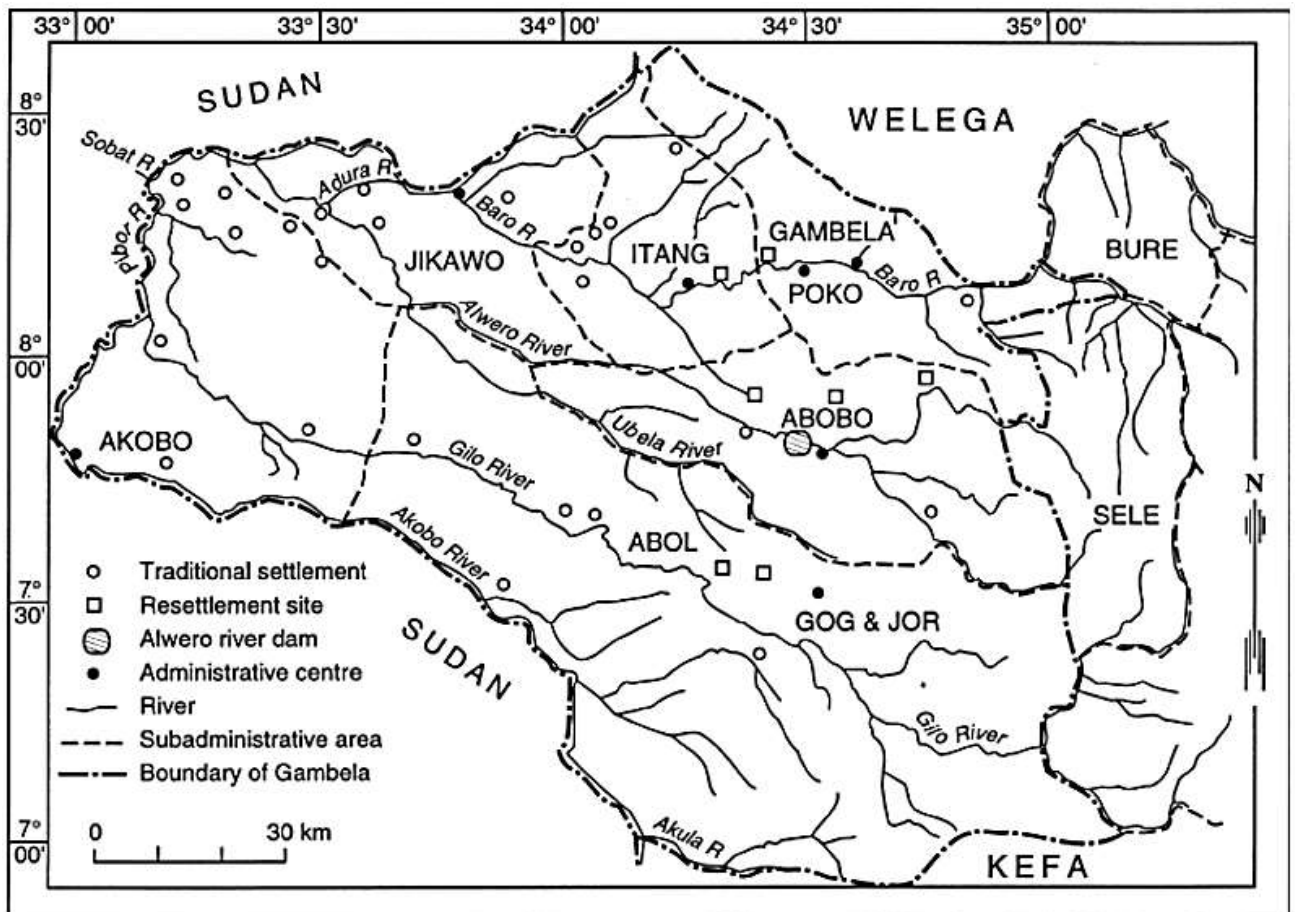 33° 00'
33° 30'
34° 00'
34° 30'
35° 00'
8° 30'
8° 00'
7° 30'
7° 00'
SUDAN
WELEGA
Sobat R
Adura R
Pibor R
Baro R
ITANG
GAMBELA
BURE
JIKAWO
POKO
Baro R
Alwero River
ABOBO
Ubela River
AKOBO
Gilo River
N
SELE
Akobo River
ABOL
GOG & JOR
SUDAN
Gilo River
Akula R
KEFA
Traditional settlement
Resettlement site
Alwero river dam
Administrative centre
River
Subadministrative area
Boundary of Gambela
0 30 km